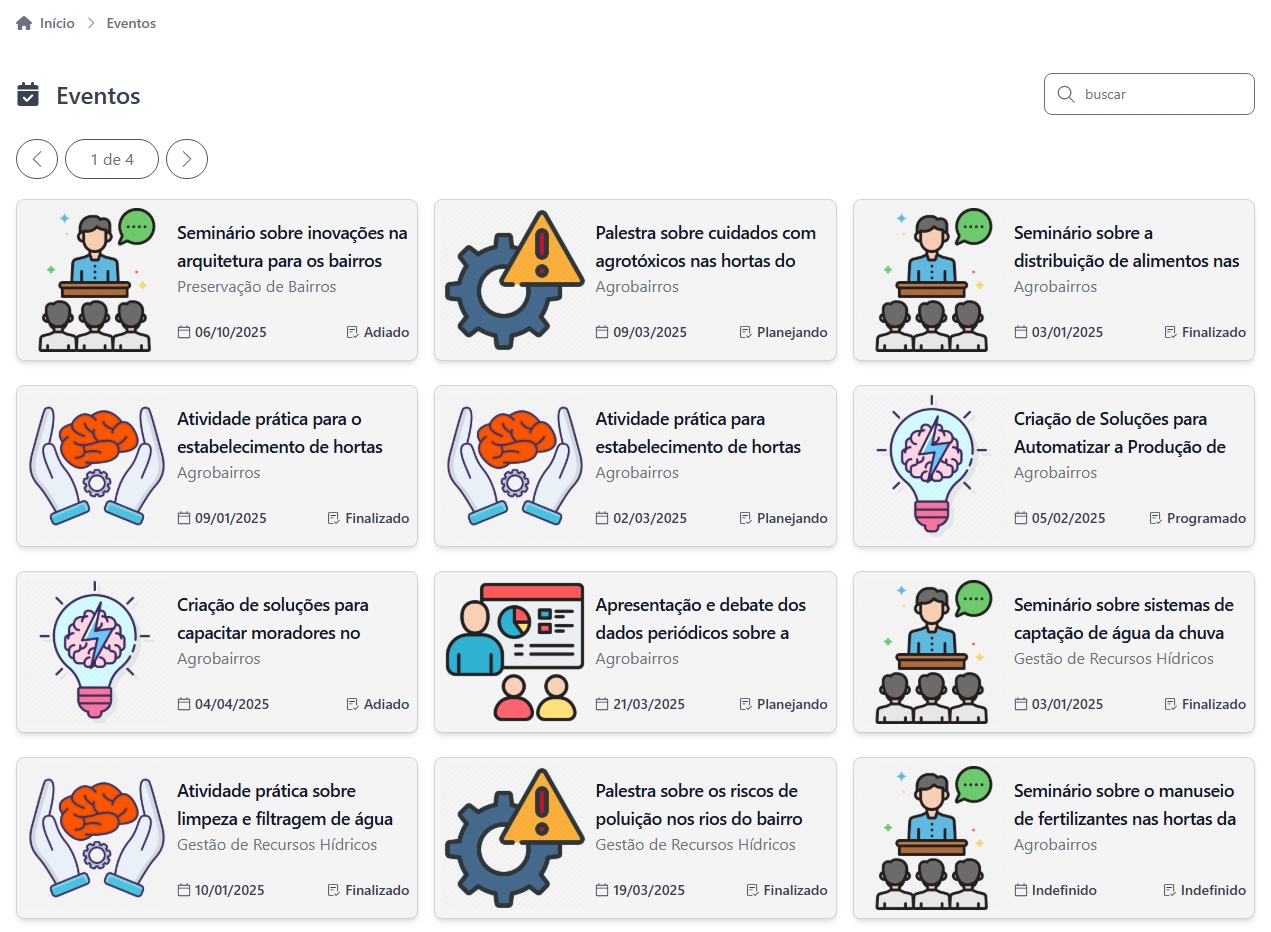 Início > Eventos
Eventos
buscar
1 de 4
Seminário sobre inovações na
arquitetura para os bairros
Preservação de Bairros
06/10/2025 Adiado
Palestra sobre cuidados com
agrotóxicos nas hortas do
Agrobairros
09/03/2025 Planejando
Seminário sobre a
distribuição de alimentos nas
Agrobairros
03/01/2025 Finalizado
Atividade prática para o
estabelecimento de hortas
Agrobairros
09/01/2025 Finalizado
Atividade prática para
estabelecimento de hortas
Agrobairros
02/03/2025 Planejando
Criação de Soluções para
Automatizar a Produção de
Agrobairros
05/02/2025 Programado
Criação de soluções para
capacitar moradores no
Agrobairros
04/04/2025 Adiado
Apresentação e debate dos
dados periódicos sobre a
Agrobairros
21/03/2025 Planejando
Seminário sobre sistemas de
captação de água da chuva
Gestão de Recursos Hídricos
03/01/2025 Finalizado
Atividade prática sobre
limpeza e filtragem de água
Gestão de Recursos Hídricos
10/01/2025 Finalizado
Palestra sobre os riscos de
poluição nos rios do bairro
Gestão de Recursos Hídricos
19/03/2025 Finalizado
Seminário sobre o manuseio
de fertilizantes nas hortas da
Agrobairros
Indefinido Indefinido